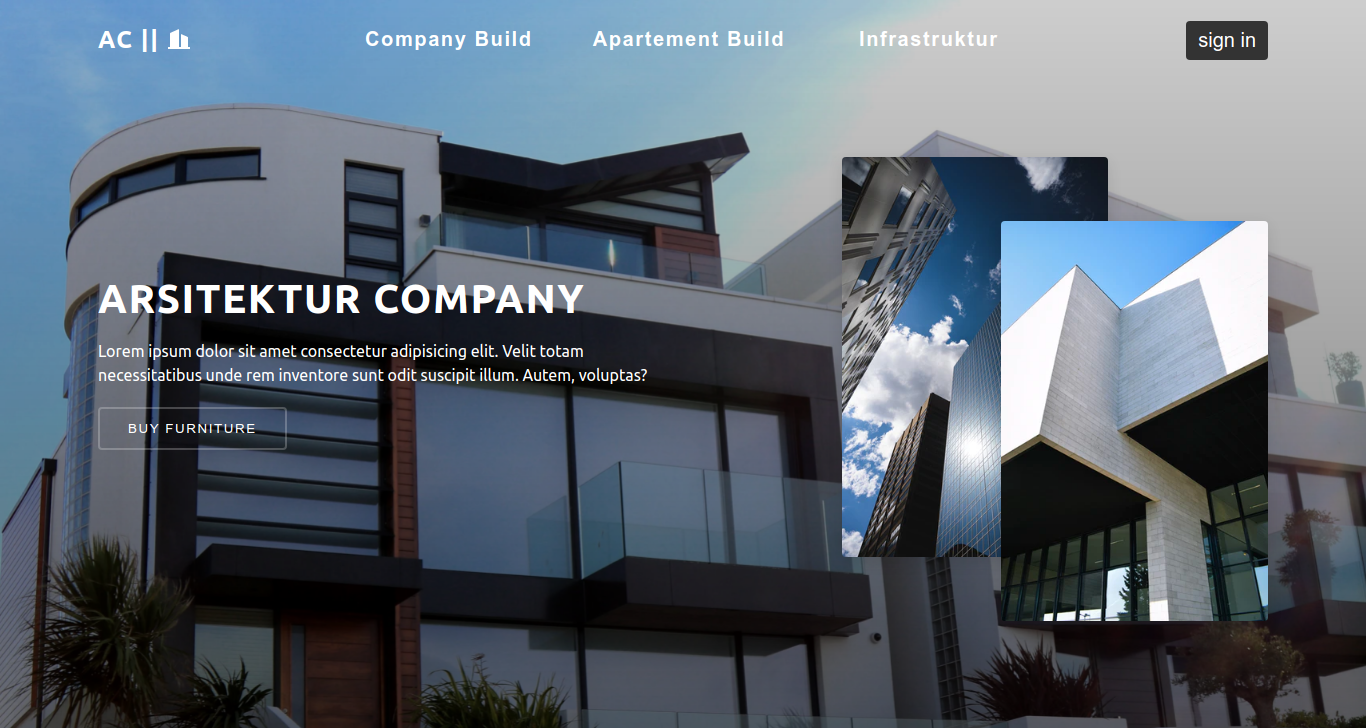 AC ||
Company Build
Apartement Build
Infrastruktur
sign in
ARSITEKTUR COMPANY
Lorem ipsum dolor sit amet consectetur adipisicing elit. Velit totam
necessitatibus unde rem inventore sunt odit suscipit illum. Autem, voluptas?
BUY FURNITURE